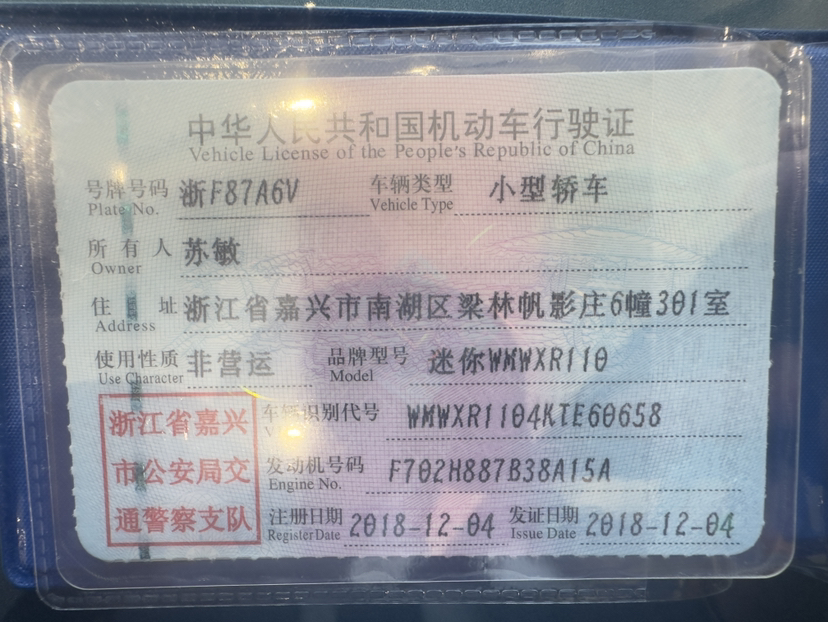 中华人民共和国机动车行驶证
Vehicle License of the People's Republic of China
号牌号码 浙F87A6V 车辆类型 小型轿车
Plate No. Vehicle Type
所有人 苏敏
Owner
住址 浙江省嘉兴市南湖区梁林帆影庄6幢301室
Address
使用性质 非营运 品牌型号 迷你WMWXR110
Use Character Model
车辆识别代号 WMWXR1104KTE60658
发动机号码 F702H887B38A15A
Engine No.
注册日期 2018-12-04 发证日期 2018-12-04
Register Date Issue Date
浙江省嘉兴
市公安局交
通警察支队